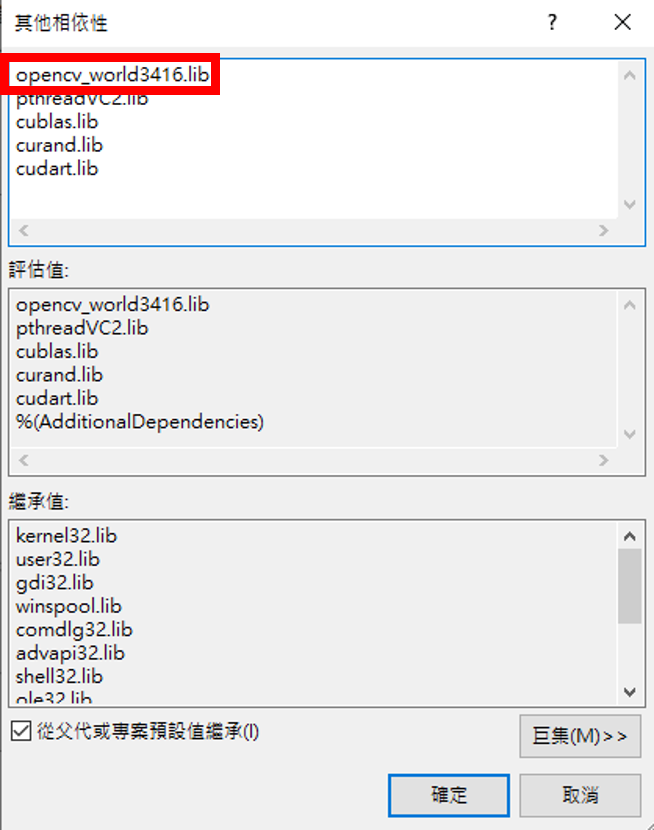 其他相依性
?
opencv_world3416.lib
pthreadVC2.lib
cublas.lib
curand.lib
cudart.lib
評估值:
opencv_world3416.lib
pthreadVC2.lib
cublas.lib
curand.lib
cudart.lib
%(AdditionalDependencies)
繼承值:
kernel32.lib
user32.lib
gdi32.lib
winspool.lib
comdlg32.lib
advapi32.lib
shell32.lib
ole32.lib
從父代或專案預設值繼承(I)
巨集(M)>>
確定
取消